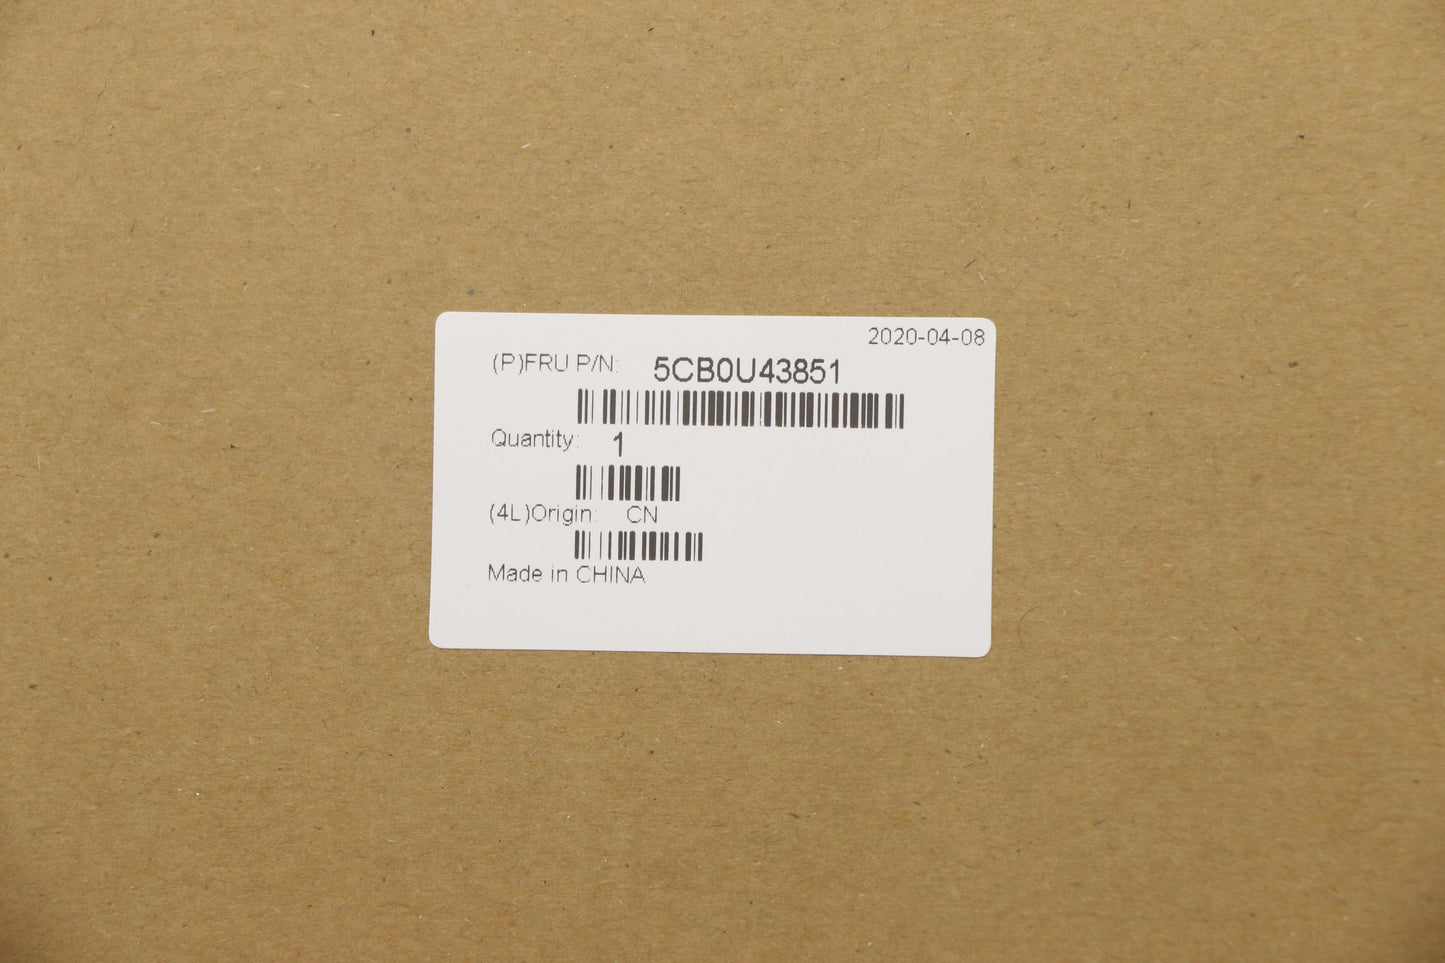 2020-04-08
(P)FRU P/N: 5CB0U43851
Quantity: 1
(4L)Origin: CN
Made in CHINA